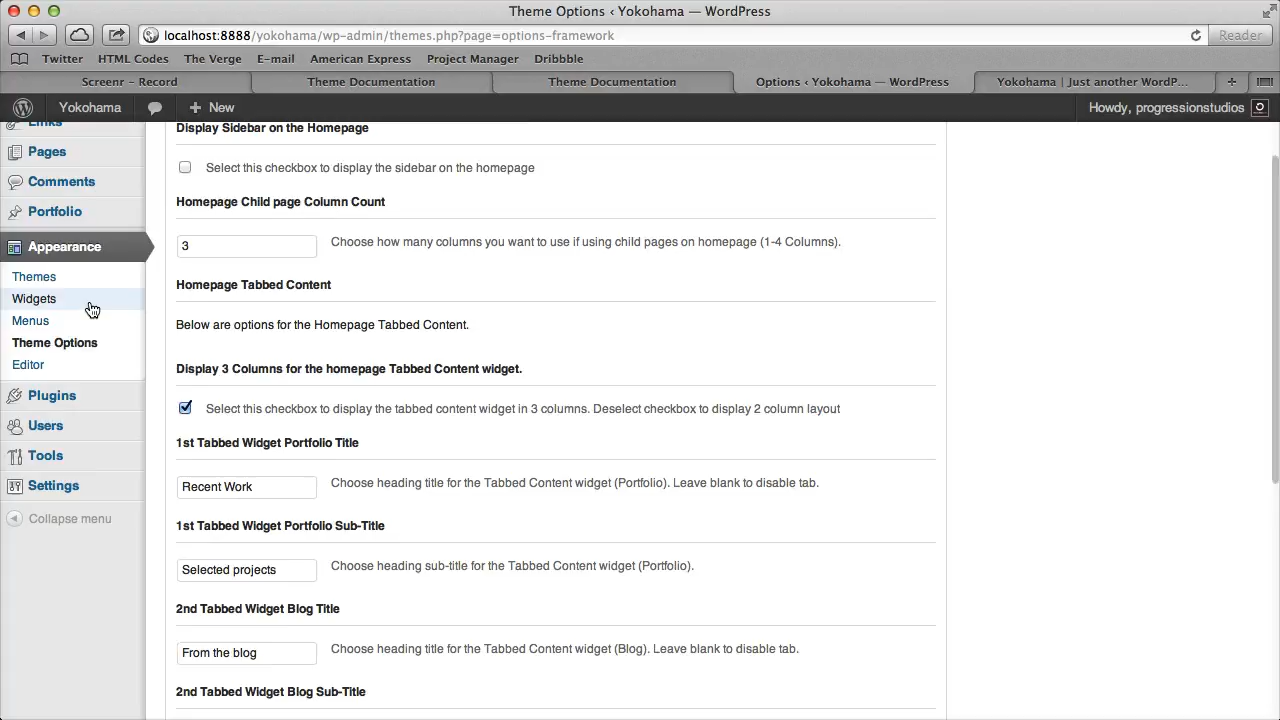 Theme Options ‹ Yokohama — WordPress
localhost:8888/yokohama/wp-admin/themes.php?page=options-framework
Reader
Twitter HTML Codes The Verge E-mail American Express Project Manager Dribbble
Screenr - Record Theme Documentation Theme Documentation Options ‹ Yokohama — WordPress Yokohama | Just another WordP... +
Yokohama + New Howdy, progressionstudios
Links
Pages
Comments
Portfolio
Appearance
Themes
Widgets
Menus
Theme Options
Editor
Plugins
Users
Tools
Settings
Collapse menu
Display Sidebar on the Homepage
Select this checkbox to display the sidebar on the homepage
Homepage Child page Column Count
3 Choose how many columns you want to use if using child pages on homepage (1-4 Columns).
Homepage Tabbed Content
Below are options for the Homepage Tabbed Content.
Display 3 Columns for the homepage Tabbed Content widget.
Select this checkbox to display the tabbed content widget in 3 columns. Deselect checkbox to display 2 column layout
1st Tabbed Widget Portfolio Title
Recent Work Choose heading title for the Tabbed Content widget (Portfolio). Leave blank to disable tab.
1st Tabbed Widget Portfolio Sub-Title
Selected projects Choose heading sub-title for the Tabbed Content widget (Portfolio).
2nd Tabbed Widget Blog Title
From the blog Choose heading title for the Tabbed Content widget (Blog). Leave blank to disable tab.
2nd Tabbed Widget Blog Sub-Title